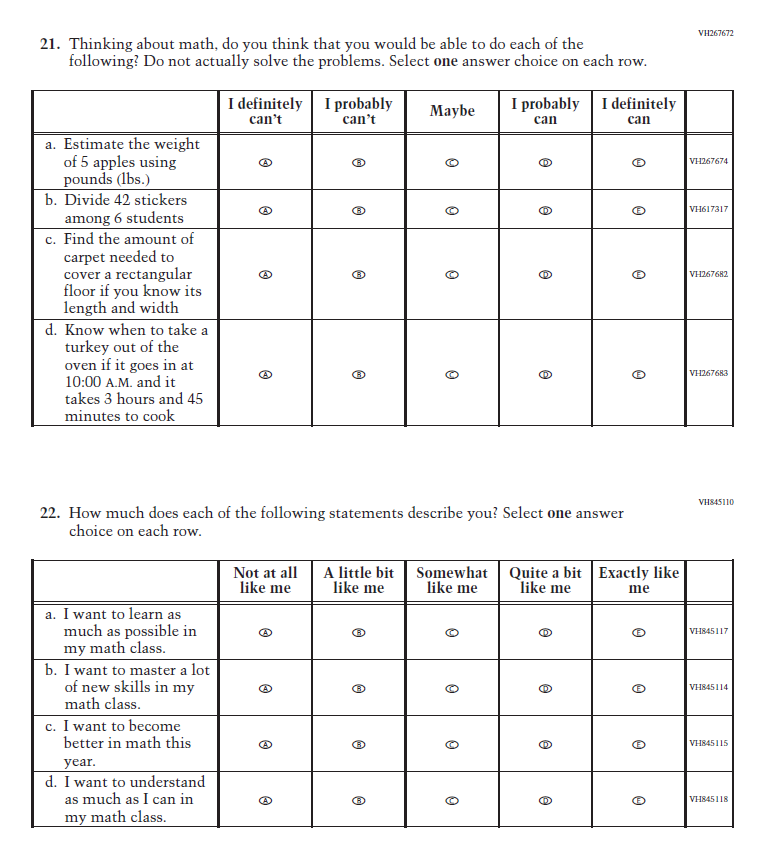 VH267672
21. Thinking about math, do you think that you would be able to do each of the
following? Do not actually solve the problems. Select one answer choice on each row.
I definitely can't I probably can't Maybe I probably can I definitely can
a. Estimate the weight
of 5 apples using
pounds (lbs.)
A B C D E VH267674
b. Divide 42 stickers
among 6 students
A B C D E VH617317
c. Find the amount of
carpet needed to
cover a rectangular
floor if you know its
length and width
A B C D E VH267682
d. Know when to take a
turkey out of the
oven if it goes in at
10:00 A.M. and it
takes 3 hours and 45
minutes to cook
A B C D E VH267683
VH845110
22. How much does each of the following statements describe you? Select one answer
choice on each row.
Not at all like me A little bit like me Somewhat like me Quite a bit like me Exactly like me
a. I want to learn as
much as possible in
my math class.
A B C D E VH845117
b. I want to master a lot
of new skills in my
math class.
A B C D E VH845114
c. I want to become
better in math this
year.
A B C D E VH845115
d. I want to understand
as much as I can in
my math class.
A B C D E VH845118